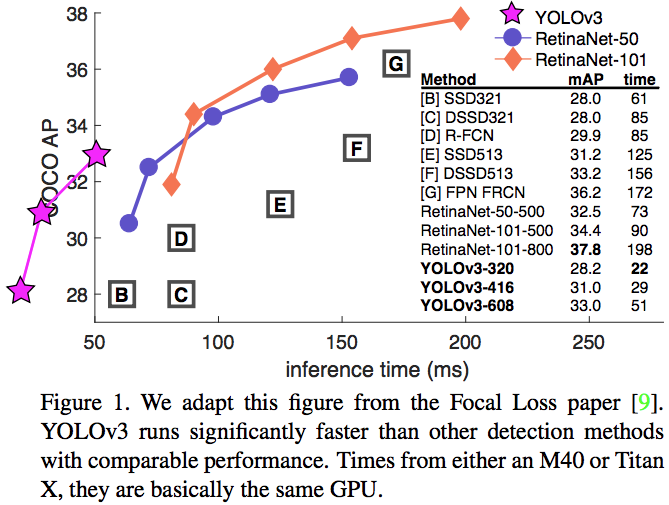 38
36
34
32
30
28
COCO AP
50
100
150
200
250
inference time (ms)
B
C
D
E
F
G
YOLOv3
RetinaNet-50
RetinaNet-101
Method mAP time
[B] SSD321 28.0 61
[C] DSSD321 28.0 85
[D] R-FCN 29.9 85
[E] SSD513 31.2 125
[F] DSSD513 33.2 156
[G] FPN FRCN 36.2 172
RetinaNet-50-500 32.5 73
RetinaNet-101-500 34.4 90
RetinaNet-101-800 37.8 198
YOLOv3-320 28.2 22
YOLOv3-416 31.0 29
YOLOv3-608 33.0 51
Figure 1. We adapt this figure from the Focal Loss paper [9].
YOLOv3 runs significantly faster than other detection methods
with comparable performance. Times from either an M40 or Titan
X, they are basically the same GPU.